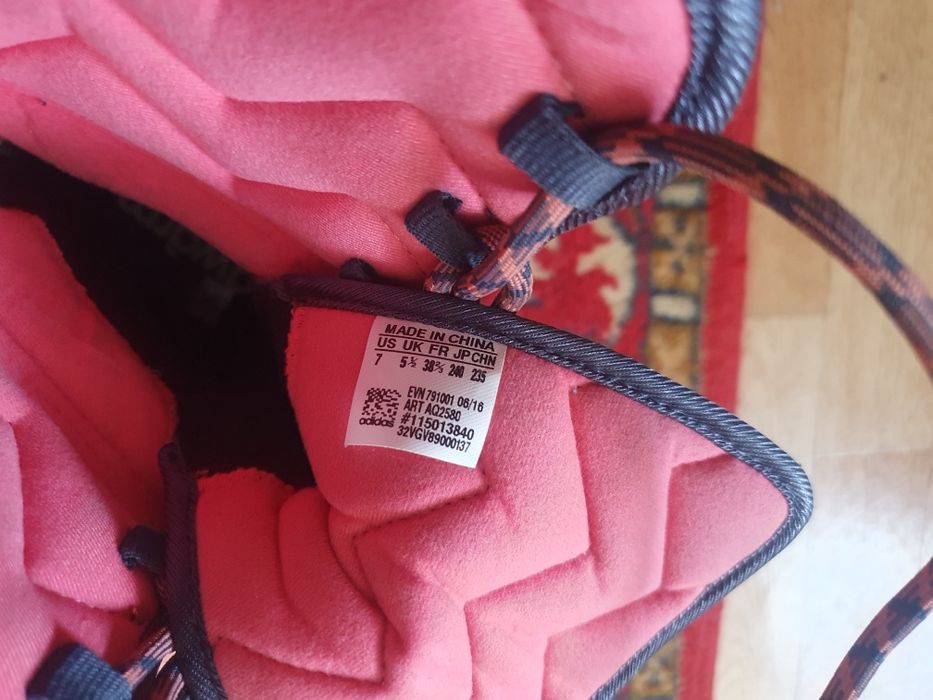 MADE IN CHINA
US UK FR JP CHN
7 5½ 38⅔ 240 235
EVN 791001 06/16
ART AQ2580
#115013840
adidas
32VGV89000137